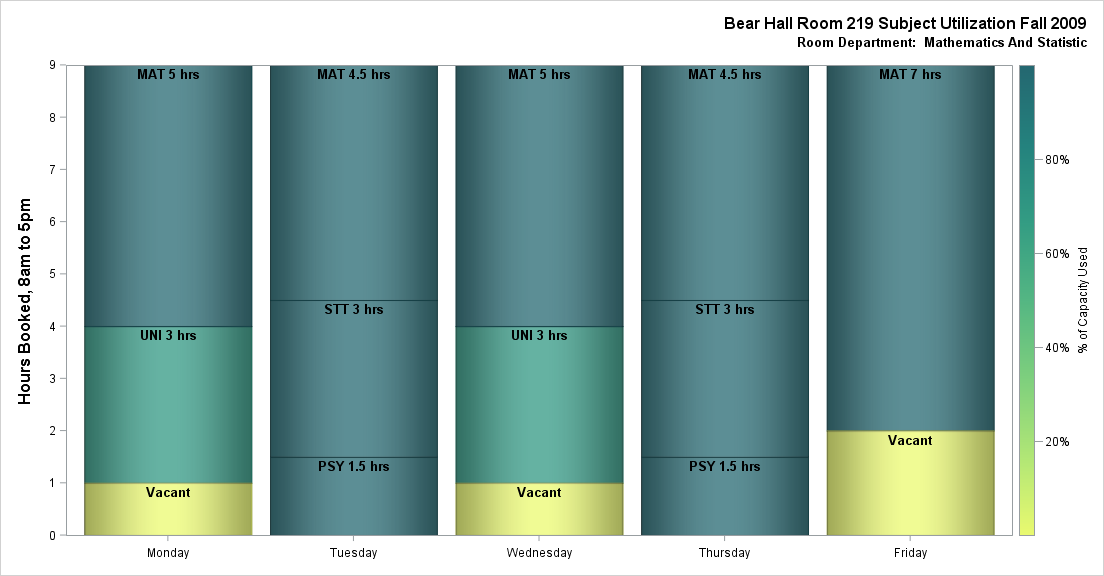 Bear Hall Room 219 Subject Utilization Fall 2009
Room Department:  Mathematics And Statistic
Hours Booked, 8am to 5pm
9
8
7
6
5
4
3
2
1
0
MAT 5 hrs
UNI 3 hrs
Vacant
MAT 4.5 hrs
STT 3 hrs
PSY 1.5 hrs
MAT 5 hrs
UNI 3 hrs
Vacant
MAT 4.5 hrs
STT 3 hrs
PSY 1.5 hrs
MAT 7 hrs
Vacant
Monday
Tuesday
Wednesday
Thursday
Friday
80%
60%
40%
20%
% of Capacity Used